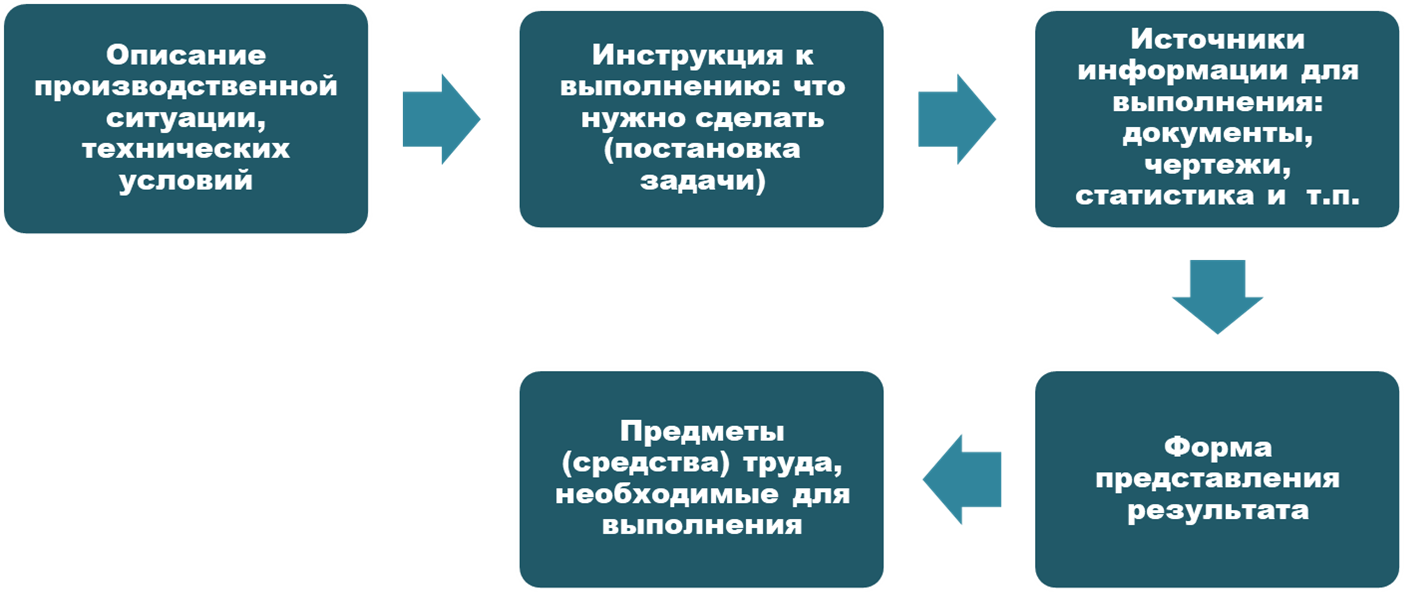 Описание
производственной
ситуации,
технических
условий
Инструкция к
выполнению: что
нужно сделать
(постановка
задачи)
Источники
информации для
выполнения:
документы,
чертежи,
статистика и т.п.
Форма
представления
результата
Предметы
(средства) труда,
необходимые для
выполнения